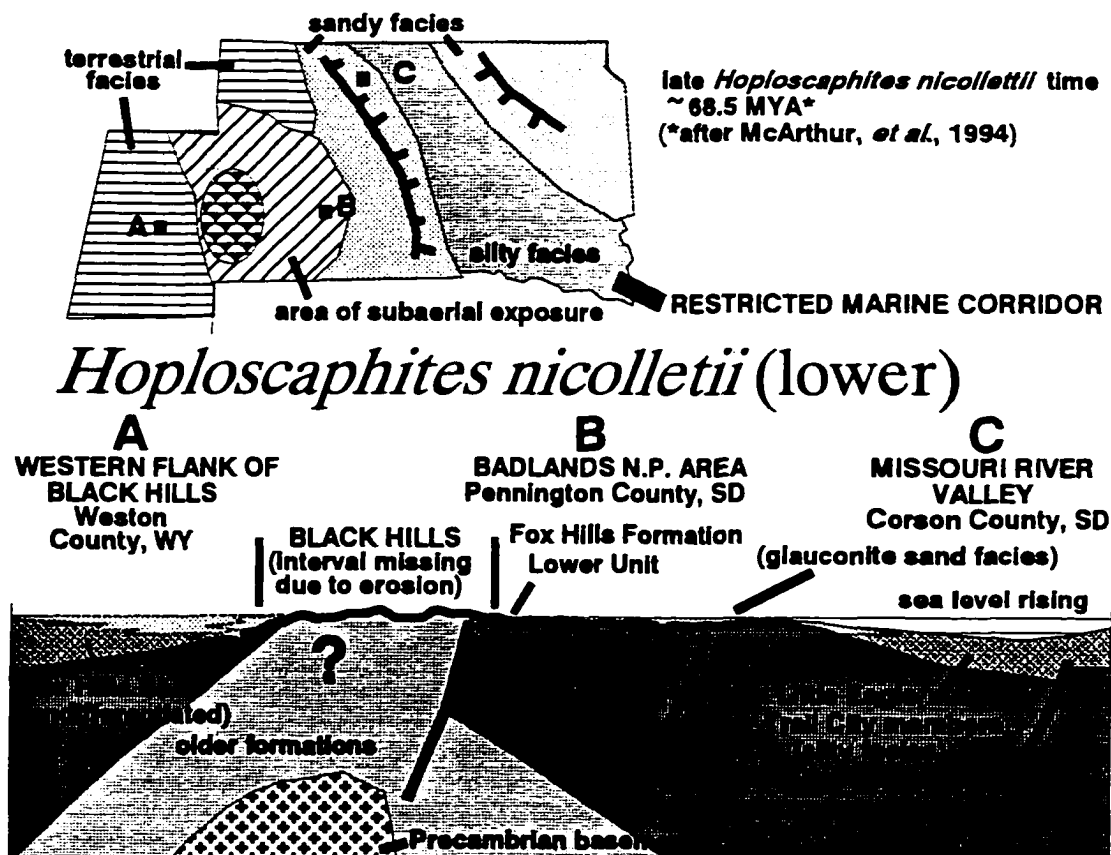 sandy facies
terrestrial
facies
C
late Hoploscaphites nicollettii time
~68.5 MYA*
(*after McArthur, et al., 1994)
A
B
silty facies
area of subaerial exposure
RESTRICTED MARINE CORRIDOR
Hoploscaphites nicolletii (lower)
A
WESTERN FLANK OF
BLACK HILLS
Weston
County, WY
B
BADLANDS N.P. AREA
Pennington County, SD
C
MISSOURI RIVER
VALLEY
Corson County, SD
BLACK HILLS
(interval missing
due to erosion)
Fox Hills Formation
Lower Unit
(glauconite sand facies)
sea level rising
?
older formations
Precambrian